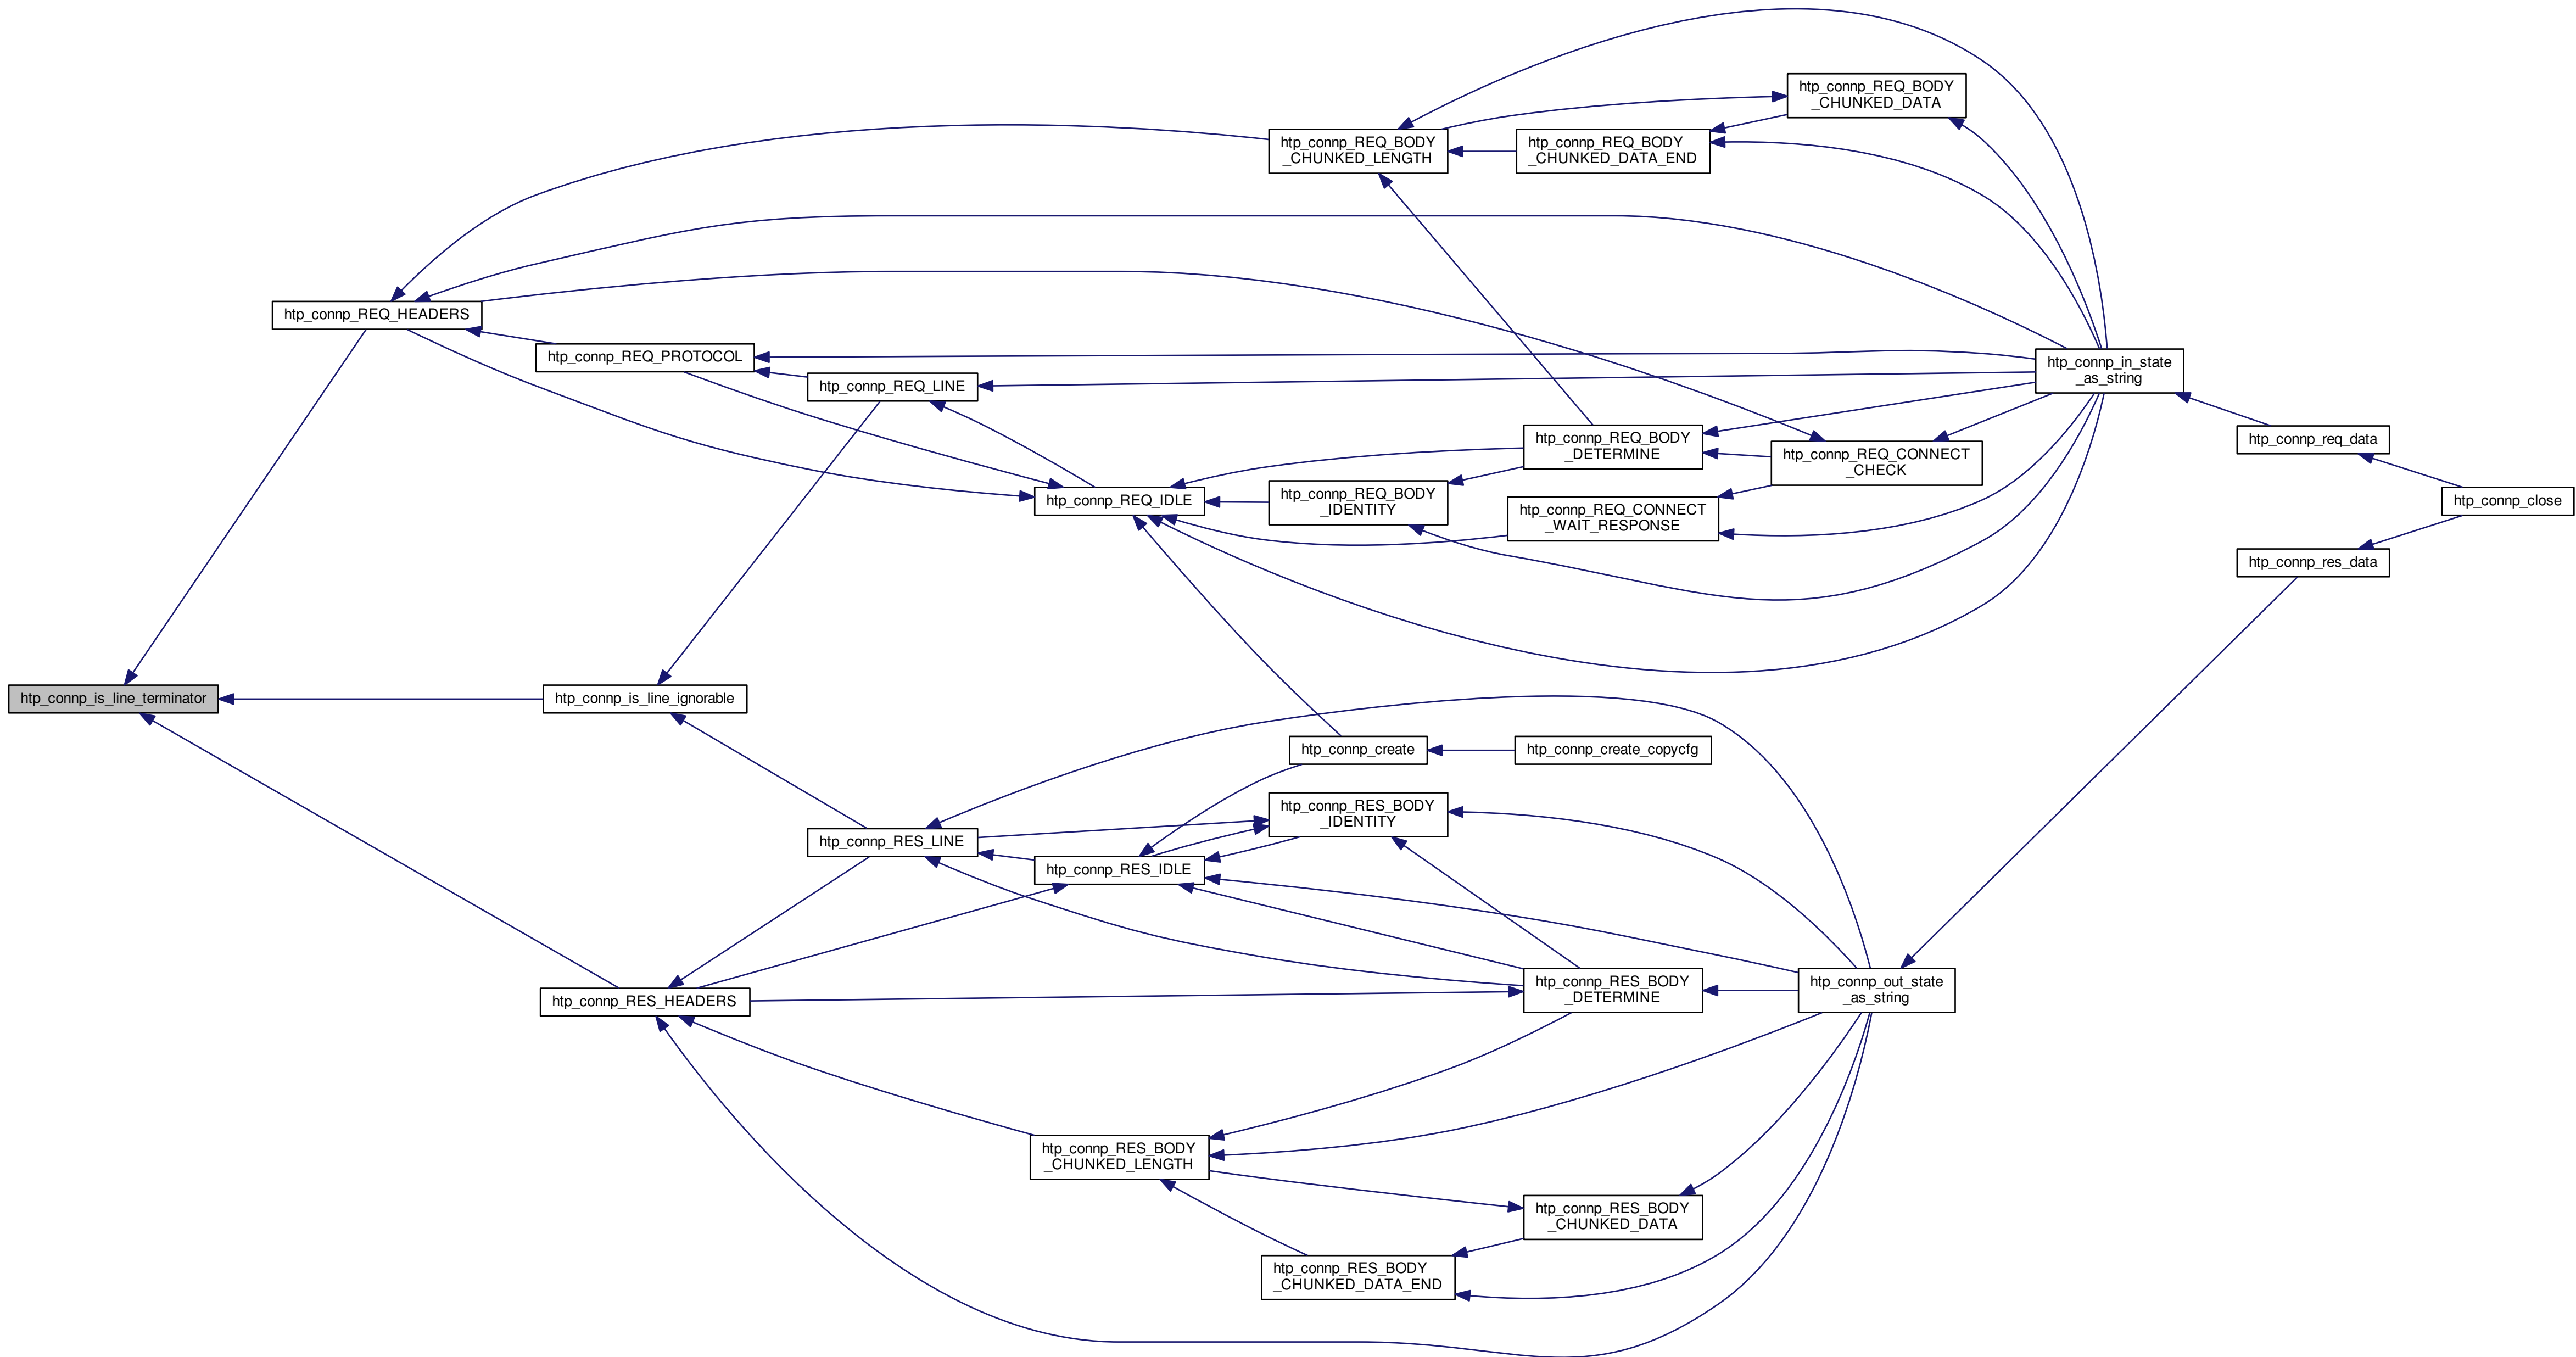 htp_connp_REQ_BODY
_CHUNKED_DATA
htp_connp_REQ_BODY
_CHUNKED_LENGTH
htp_connp_REQ_BODY
_CHUNKED_DATA_END
htp_connp_REQ_HEADERS
htp_connp_REQ_PROTOCOL
htp_connp_REQ_LINE
htp_connp_in_state
_as_string
htp_connp_req_data
htp_connp_REQ_BODY
_DETERMINE
htp_connp_REQ_CONNECT
_CHECK
htp_connp_REQ_IDLE
htp_connp_REQ_BODY
_IDENTITY
htp_connp_REQ_CONNECT
_WAIT_RESPONSE
htp_connp_close
htp_connp_res_data
htp_connp_is_line_terminator
htp_connp_is_line_ignorable
htp_connp_create
htp_connp_create_copycfg
htp_connp_RES_BODY
_IDENTITY
htp_connp_RES_LINE
htp_connp_RES_IDLE
htp_connp_RES_HEADERS
htp_connp_RES_BODY
_DETERMINE
htp_connp_out_state
_as_string
htp_connp_RES_BODY
_CHUNKED_LENGTH
htp_connp_RES_BODY
_CHUNKED_DATA
htp_connp_RES_BODY
_CHUNKED_DATA_END